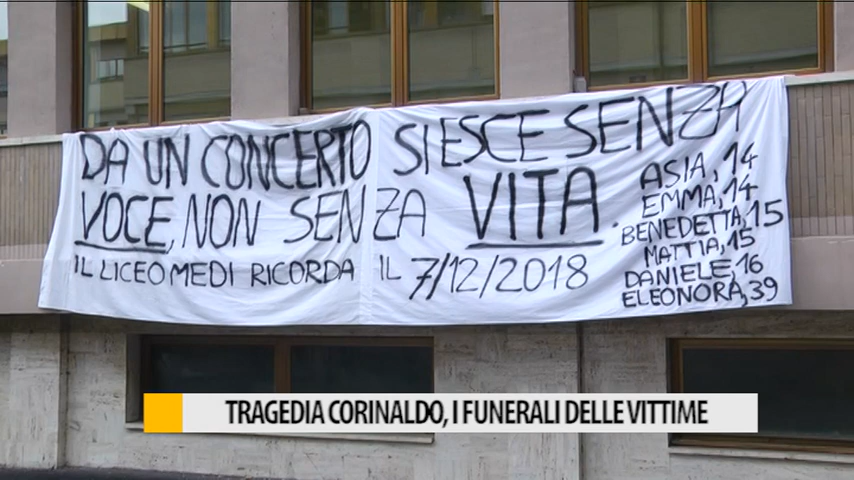 DA UN CONCERTO SI ESCE SENZA
VOCE, NON SENZA VITA.
IL LICEO MEDI RICORDA IL 7/12/2018
ASIA, 14
EMMA, 14
BENEDETTA, 15
MATTIA, 15
DANIELE, 16
ELEONORA, 39
TRAGEDIA CORINALDO, I FUNERALI DELLE VITTIME